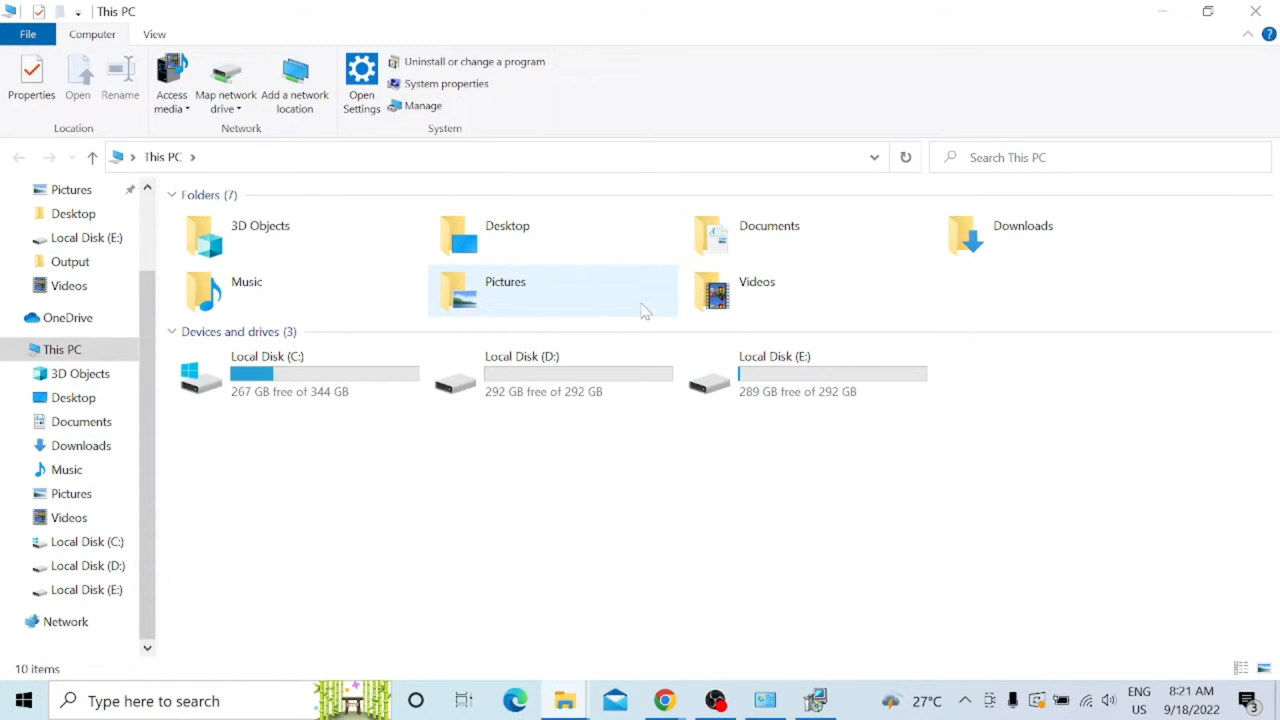 This PC
File Computer View
Properties Open Rename Access media Map network drive Add a network location Open Settings Uninstall or change a program
System properties
Manage
Location Network System
This PC Search This PC
Pictures
Desktop
Local Disk (E:)
Output
Videos
OneDrive
This PC
3D Objects
Desktop
Documents
Downloads
Music
Pictures
Videos
Local Disk (C:)
Local Disk (D:)
Local Disk (E:)
Network
Folders (7)
3D Objects Desktop Documents Downloads
Music Pictures Videos
Devices and drives (3)
Local Disk (C:) Local Disk (D:) Local Disk (E:)
267 GB free of 344 GB 292 GB free of 292 GB 289 GB free of 292 GB
10 items
Type here to search 27°C ENG US 8:21 AM 9/18/2022 3